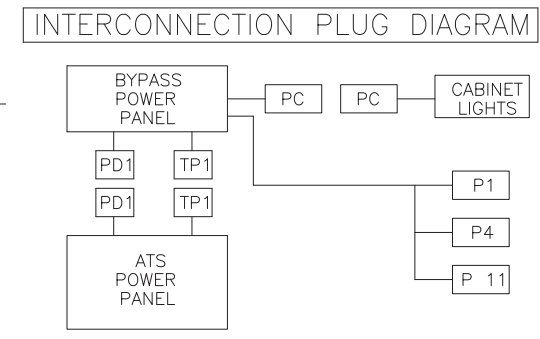 INTERCONNECTION PLUG DIAGRAM
BYPASS
POWER
PANEL
PC
PC
CABINET
LIGHTS
PD1
TP1
PD1
TP1
P1
P4
P 11
ATS
POWER
PANEL